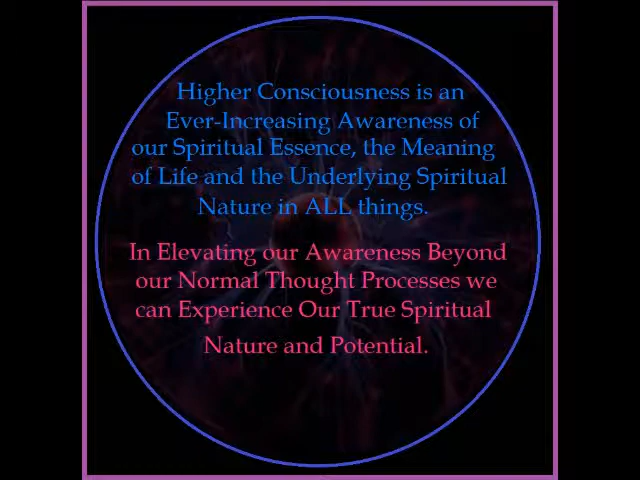 Higher Consciousness is an
Ever-Increasing Awareness of
our Spiritual Essence, the Meaning
of Life and the Underlying Spiritual
Nature in ALL things.
In Elevating our Awareness Beyond
our Normal Thought Processes we
can Experience Our True Spiritual
Nature and Potential.